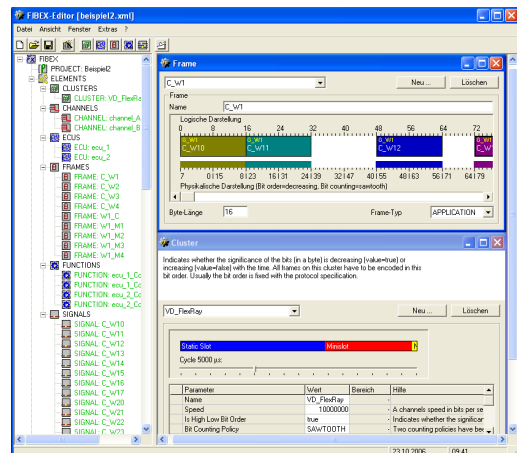 FIBEX-Editor [beispiel2.xml]
Datei Ansicht Fenster Extras ?
FIBEX
PROJECT: Beispiel2
ELEMENTS
CLUSTERS
CLUSTER: VD_FlexRa
CHANNELS
CHANNEL: channel_A
CHANNEL: channel_B
ECUS
ECU: ecu_1
ECU: ecu_2
FRAMES
FRAME: C_W1
FRAME: C_W2
FRAME: C_W3
FRAME: C_W4
FRAME: W1_C
FRAME: W1_M1
FRAME: W1_M2
FRAME: W1_M3
FRAME: W1_M4
FUNCTIONS
FUNCTION: ecu_1_Co
FUNCTION: ecu_1_Cc
FUNCTION: ecu_2_Co
FUNCTION: ecu_2_Cc
SIGNALS
SIGNAL: C_W10
SIGNAL: C_W11
SIGNAL: C_W12
SIGNAL: C_W13
SIGNAL: C_W14
SIGNAL: C_W15
SIGNAL: C_W16
SIGNAL: C_W17
SIGNAL: C_W20
SIGNAL: C_W21
SIGNAL: C_W22
SIGNAL: C_W23
Frame
C_W1 Neu ... Löschen
Frame
Name C_W1
Logische Darstellung
0 8 16 24 32 40 48 56 64 72
C_W1 C_W1 C_W1 C_W1
C_W10 C_W11 C_W12 C_W
7 0|15 8|23 16|31 24|39 32|47 40|55 48|63 56|71 64|79
Physikalische Darstellung (Bit order=decreasing, Bit counting=sawtooth)
Byte-Länge 16 Frame-Typ APPLICATION
Cluster
Indicates whether the significance of the bits (in a byte) is decreasing (value=true) or
increasing (value=false) with the time. All frames on this cluster have to be encoded in this
bit order. Usually the bit order is fixed with the protocol specification.
VD_FlexRay Neu ... Löschen
Static Slot Minislot N
Cycle 5000 µs:
Parameter Wert Bereich Hilfe
Name VD_FlexRay -
Speed 10000000 - A channels speed in bits per se
Is High Low Bit Order true - Indicates whether the significar
Bit Counting Policy SAWTOOTH - Two counting policies have bee
23.10.2006 09:41